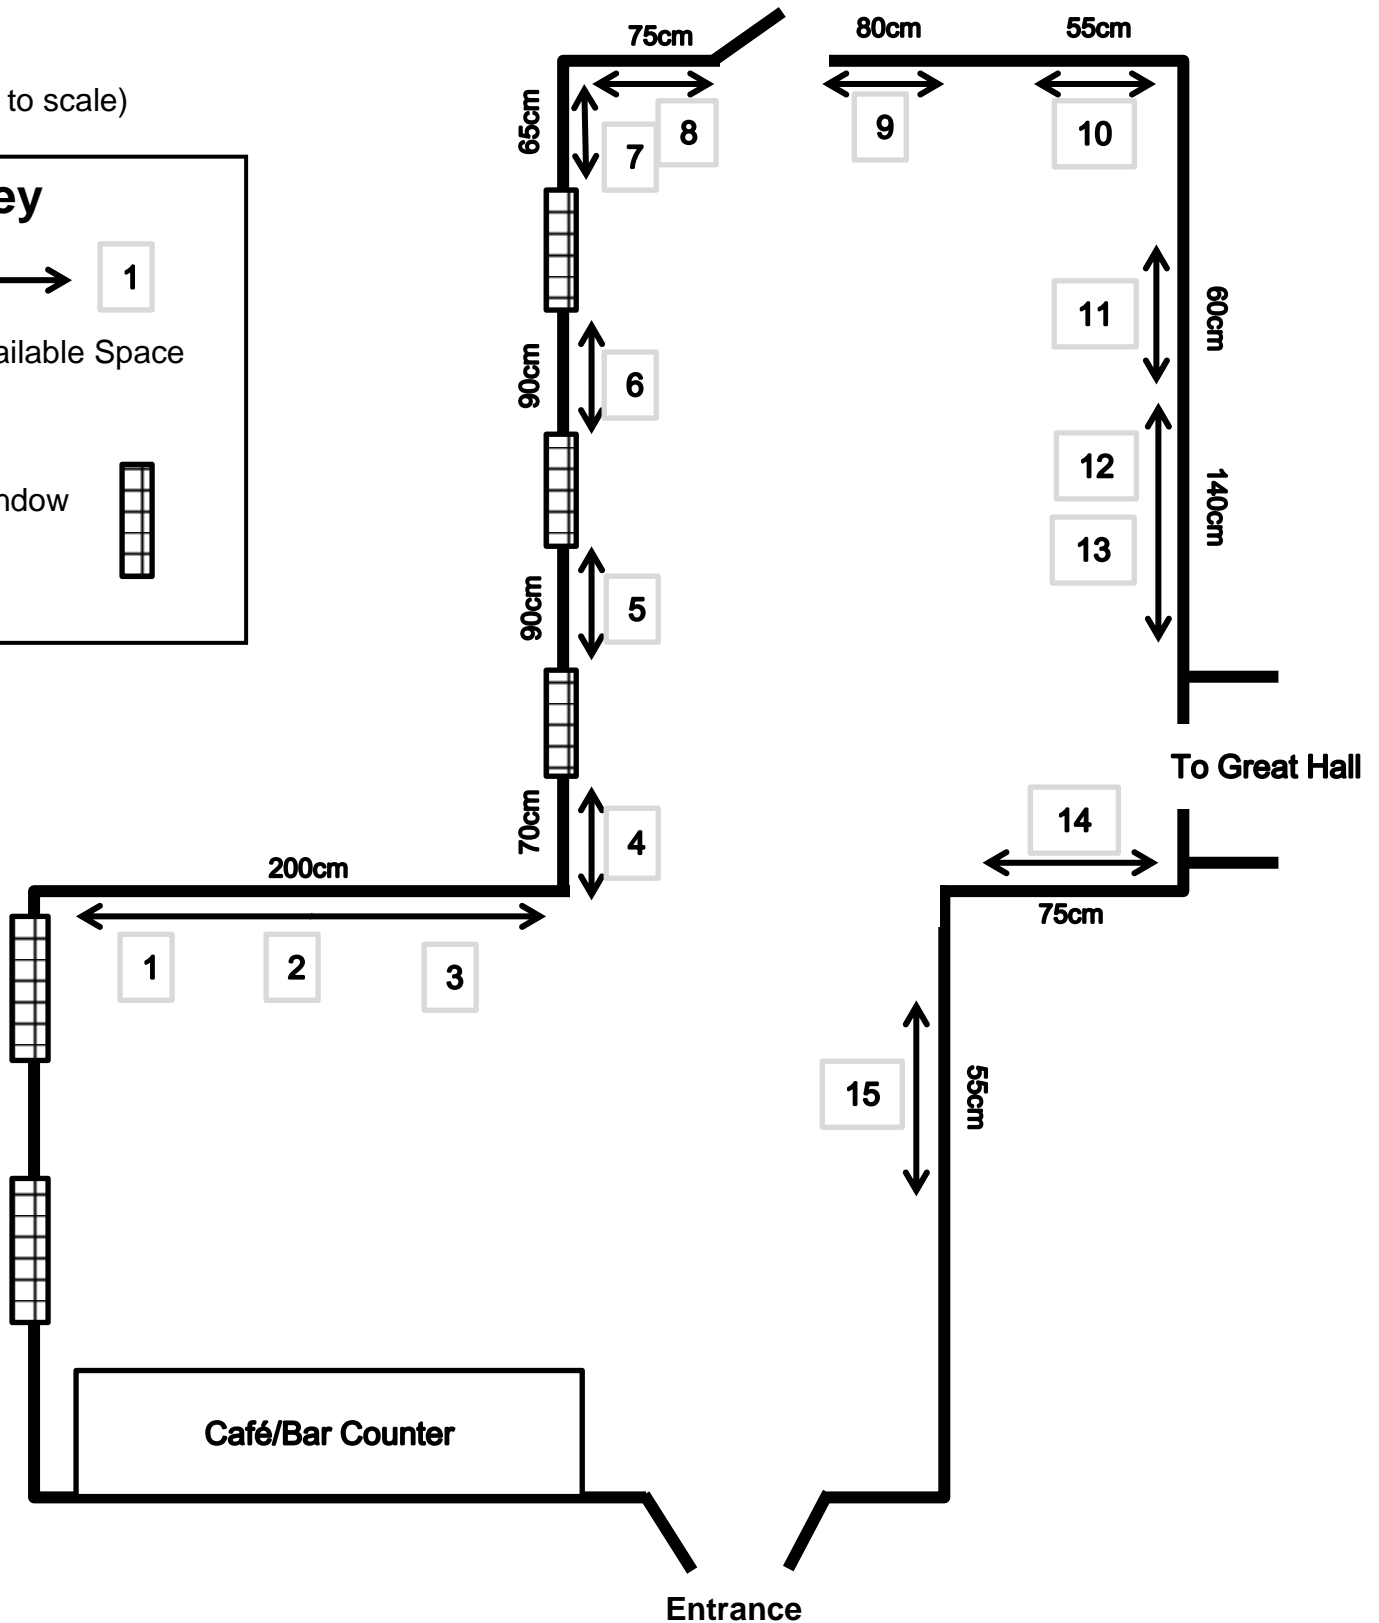 75cm
80cm
55cm
to scale)
65cm
8
9
10
7
ey
1
11
60cm
ailable Space
90cm
6
12
140cm
ndow
13
90cm
5
To Great Hall
70cm
4
14
200cm
75cm
1
2
3
15
55cm
Café/Bar Counter
Entrance